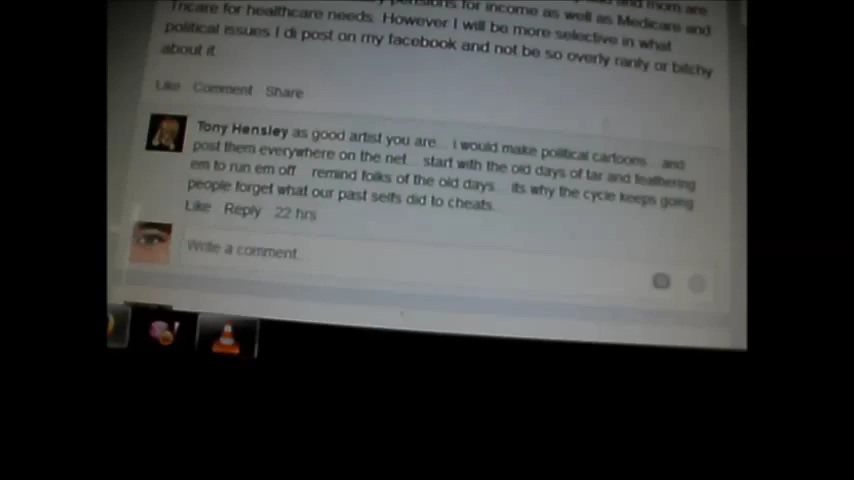 pensions for income as well as Medicare and mom are
Tricare for healthcare needs. However I will be more selective in what
political issues I di post on my facebook and not be so overly ranty or bitchy
about it.
Like Comment Share
Tony Hensley as good artist you are... i would make political cartoons and
post them everywhere on the net... start with the old days of tar and feathering
em to run em off remind folks of the old days... its why the cycle keeps going
people forget what our past selfs did to cheats...
Like Reply 22 hrs
Write a comment...